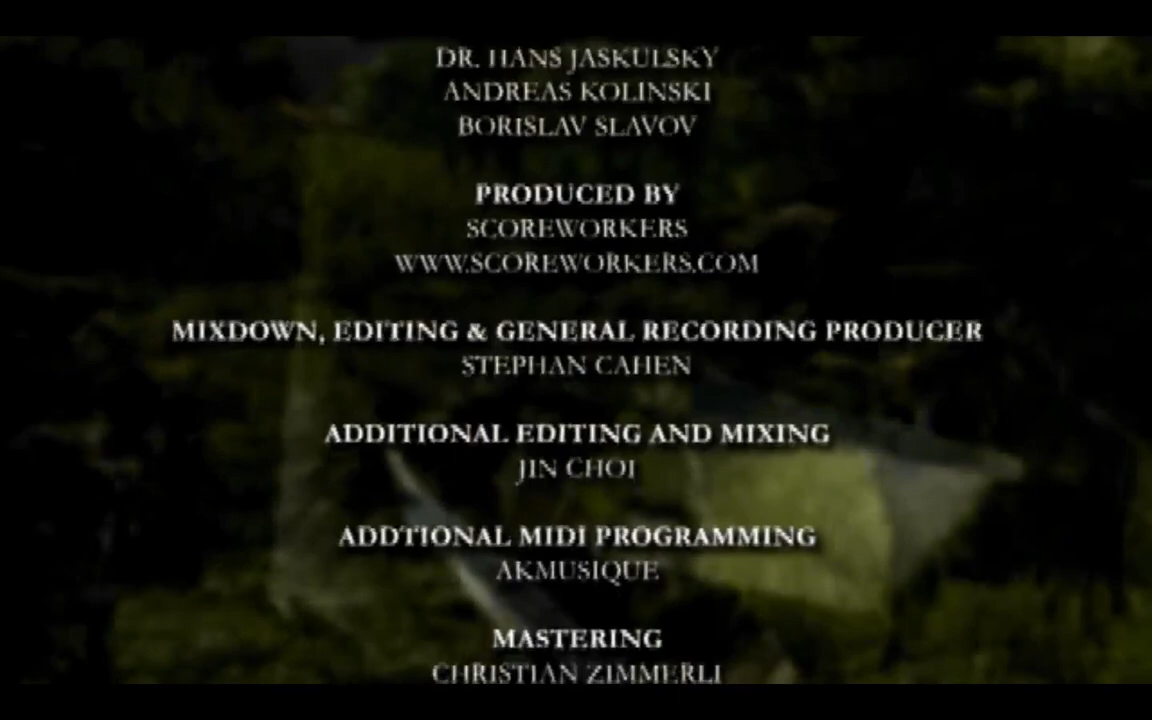 DR. HANS JASKULSKY
ANDREAS KOLINSKI
BORISLAV SLAVOV
PRODUCED BY
SCOREWORKERS
WWW.SCOREWORKERS.COM
MIXDOWN, EDITING & GENERAL RECORDING PRODUCER
STEPHAN CAHEN
ADDITIONAL EDITING AND MIXING
JIN CHOI
ADDTIONAL MIDI PROGRAMMING
AKMUSIQUE
MASTERING
CHRISTIAN ZIMMERLI